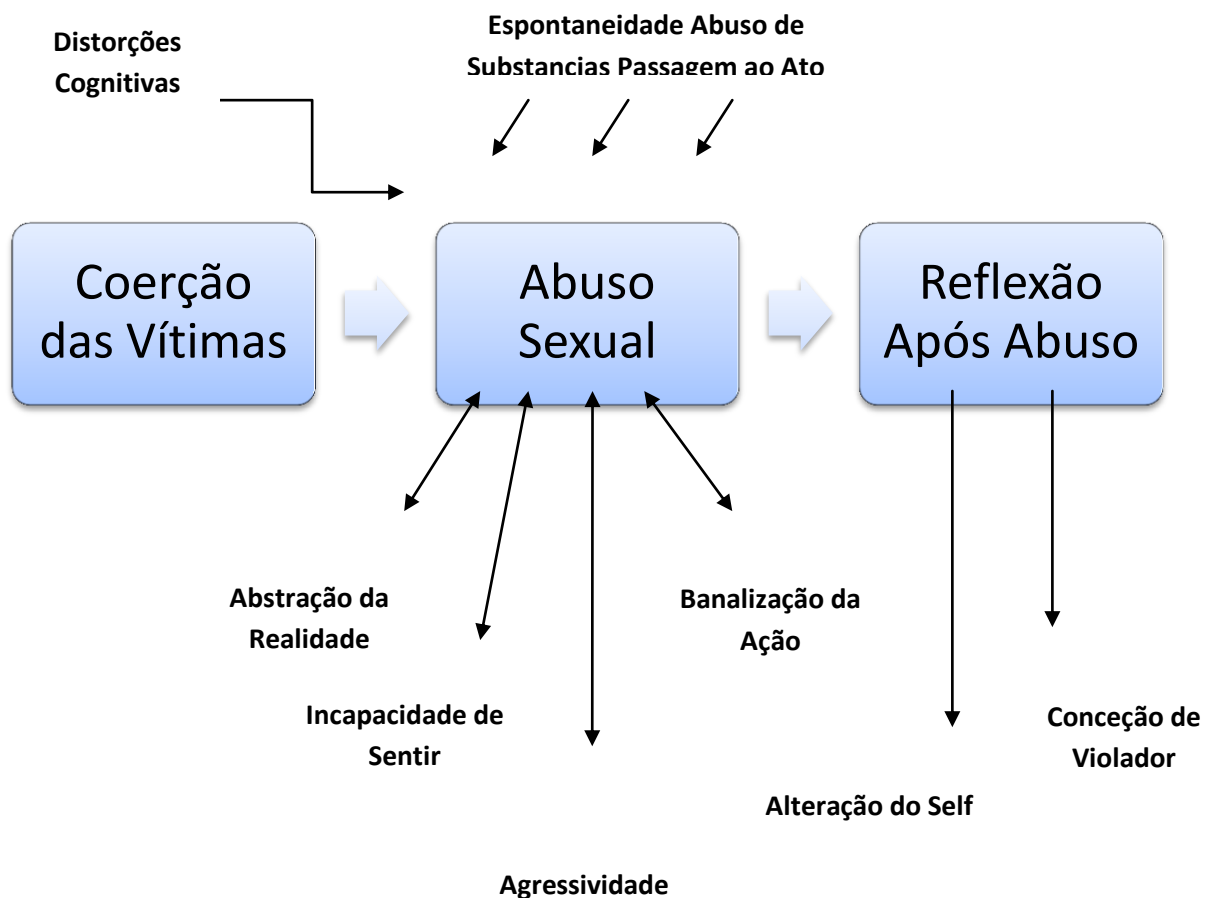 Distorções
Cognitivas
Espontaneidade Abuso de
Substancias Passagem ao Ato
Coerção
das Vítimas
Abuso
Sexual
Reflexão
Após Abuso
Abstração da
Realidade
Banalização da
Ação
Incapacidade de
Sentir
Conceção de
Violador
Alteração do Self
Agressividade